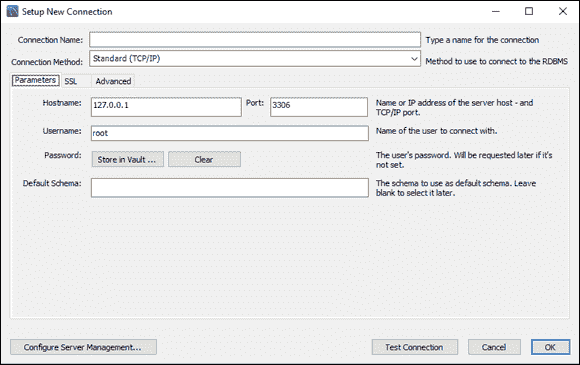 Setup New Connection
Connection Name: Type a name for the connection
Connection Method: Standard (TCP/IP) Method to use to connect to the RDBMS
Parameters SSL Advanced
Hostname: 127.0.0.1 Port: 3306 Name or IP address of the server host - and
TCP/IP port.
Username: root Name of the user to connect with.
Password: Store in Vault ... Clear The user's password. Will be requested later if it's
not set.
Default Schema: The schema to use as default schema. Leave
blank to select it later.
Configure Server Management... Test Connection Cancel OK